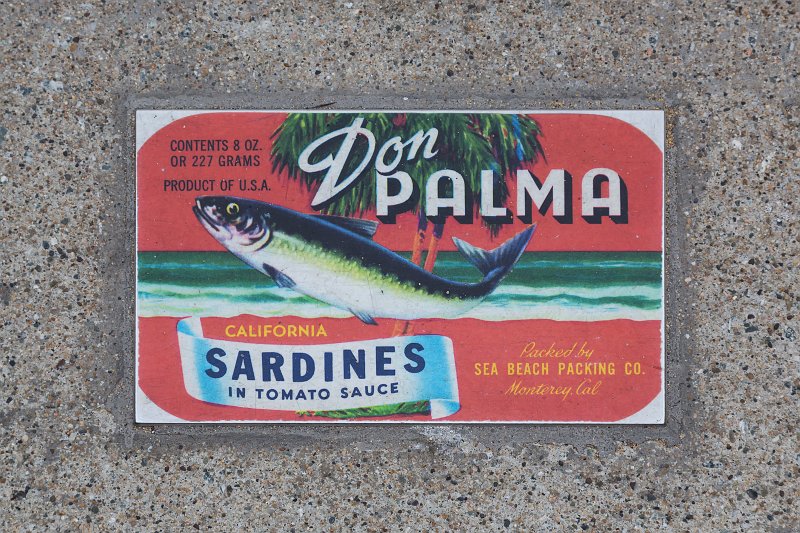 CONTENTS 8 OZ.
OR 227 GRAMS
PRODUCT OF U.S.A.
Don
PALMA
CALIFORNIA
SARDINES
IN TOMATO SAUCE
Packed by
SEA BEACH PACKING CO.
Monterey, Cal